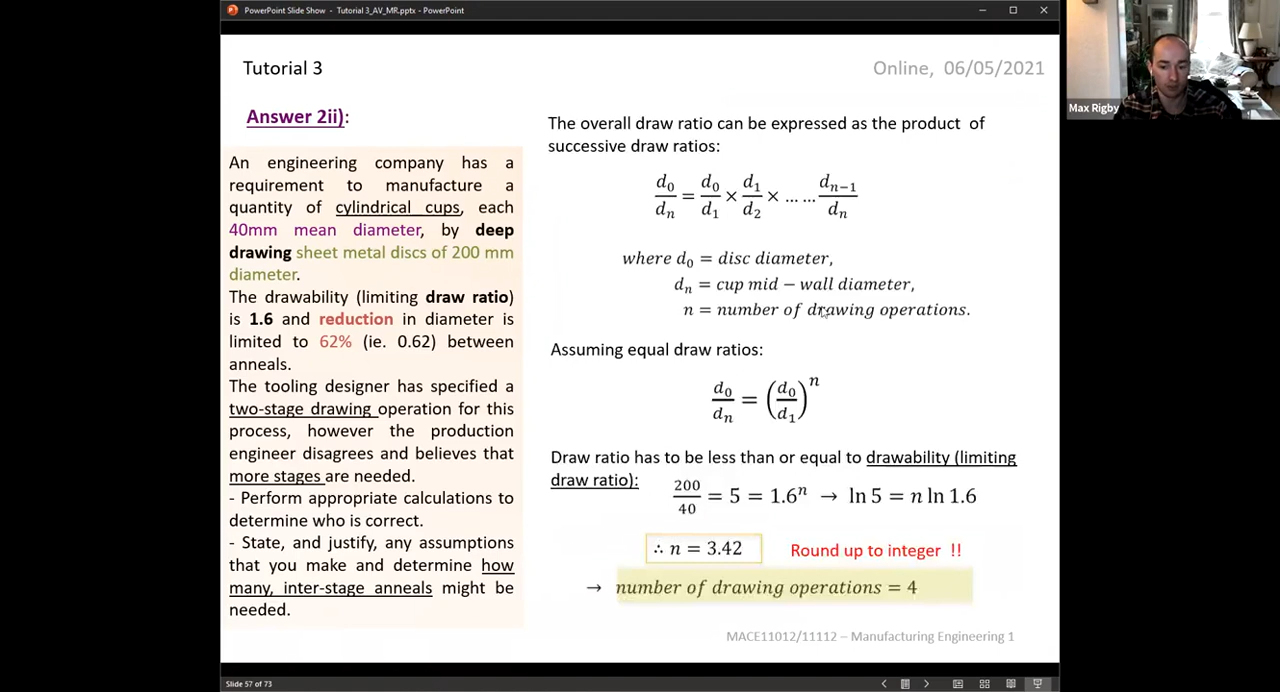 PowerPoint Slide Show - Tutorial 3_AV_MR.pptx - PowerPoint
Max Rigby
Tutorial 3
Online, 06/05/2021
Answer 2ii):
An engineering company has a
requirement to manufacture a
quantity of cylindrical cups, each
40mm mean diameter, by deep
drawing sheet metal discs of 200 mm
diameter.
The drawability (limiting draw ratio)
is 1.6 and reduction in diameter is
limited to 62% (ie. 0.62) between
anneals.
The tooling designer has specified a
two-stage drawing operation for this
process, however the production
engineer disagrees and believes that
more stages are needed.
- Perform appropriate calculations to
determine who is correct.
- State, and justify, any assumptions
that you make and determine how
many, inter-stage anneals might be
needed.
The overall draw ratio can be expressed as the product of
successive draw ratios:
d₀/dₙ = d₀/d₁ × d₁/d₂ × … … dₙ₋₁/dₙ
where d₀ = disc diameter,
dₙ = cup mid − wall diameter,
n = number of drawing operations.
Assuming equal draw ratios:
d₀/dₙ = (d₀/d₁)ⁿ
Draw ratio has to be less than or equal to drawability (limiting
draw ratio):
200/40 = 5 = 1.6ⁿ → ln 5 = n ln 1.6
∴ n = 3.42
Round up to integer !!
→ number of drawing operations = 4
MACE11012/11112 – Manufacturing Engineering 1
Slide 57 of 73